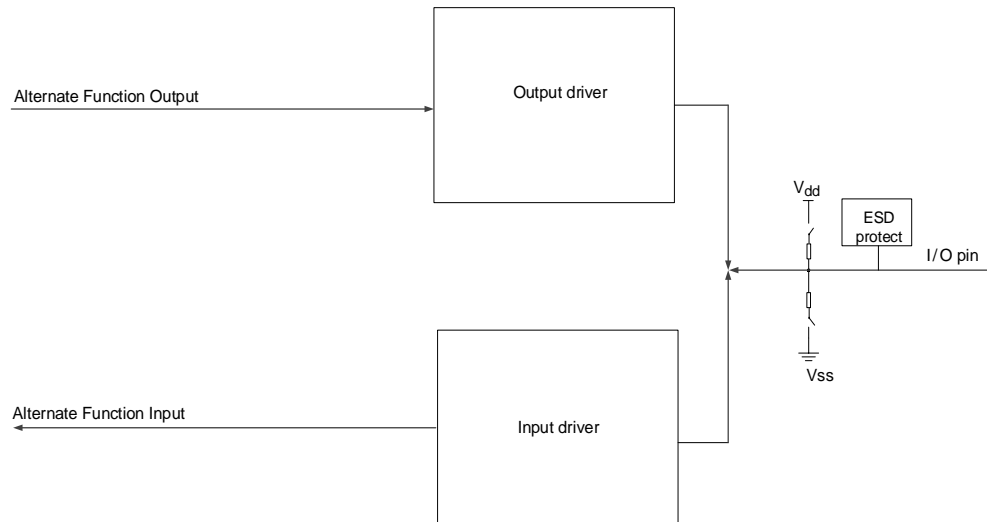 Alternate Function Output
Output driver
Vdd
ESD
protect
I/O pin
Vss
Alternate Function Input
Input driver